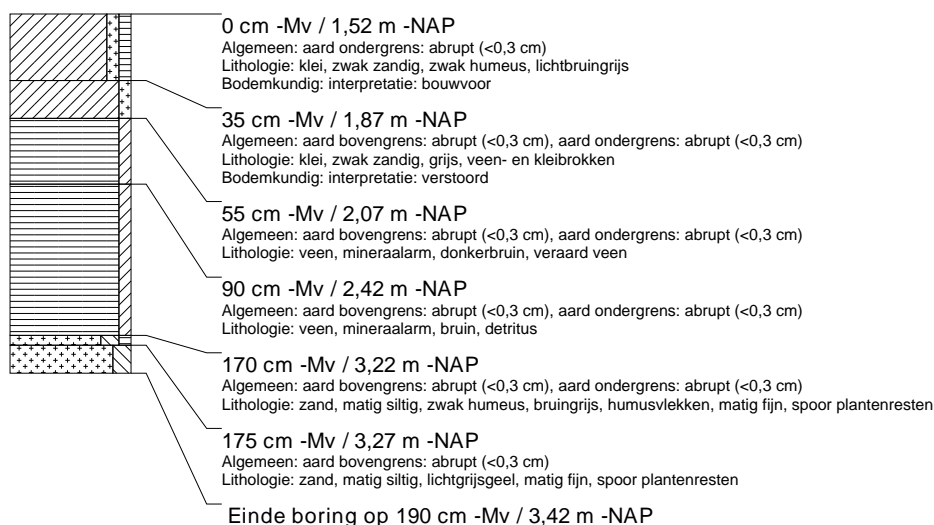 0 cm -Mv / 1,52 m -NAP
Algemeen: aard ondergrens: abrupt (<0,3 cm)
Lithologie: klei, zwak zandig, zwak humeus, lichtbruingrijs
Bodemkundig: interpretatie: bouwvoor
35 cm -Mv / 1,87 m -NAP
Algemeen: aard bovengrens: abrupt (<0,3 cm), aard ondergrens: abrupt (<0,3 cm)
Lithologie: klei, zwak zandig, grijs, veen- en kleibrokken
Bodemkundig: interpretatie: verstoord
55 cm -Mv / 2,07 m -NAP
Algemeen: aard bovengrens: abrupt (<0,3 cm), aard ondergrens: abrupt (<0,3 cm)
Lithologie: veen, mineraalarm, donkerbruin, veraard veen
90 cm -Mv / 2,42 m -NAP
Algemeen: aard bovengrens: abrupt (<0,3 cm), aard ondergrens: abrupt (<0,3 cm)
Lithologie: veen, mineraalarm, bruin, detritus
170 cm -Mv / 3,22 m -NAP
Algemeen: aard bovengrens: abrupt (<0,3 cm), aard ondergrens: abrupt (<0,3 cm)
Lithologie: zand, matig siltig, zwak humeus, bruingrijs, humusvlekken, matig fijn, spoor plantenresten
175 cm -Mv / 3,27 m -NAP
Algemeen: aard bovengrens: abrupt (<0,3 cm)
Lithologie: zand, matig siltig, lichtgrijsgeel, matig fijn, spoor plantenresten
Einde boring op 190 cm -Mv / 3,42 m -NAP